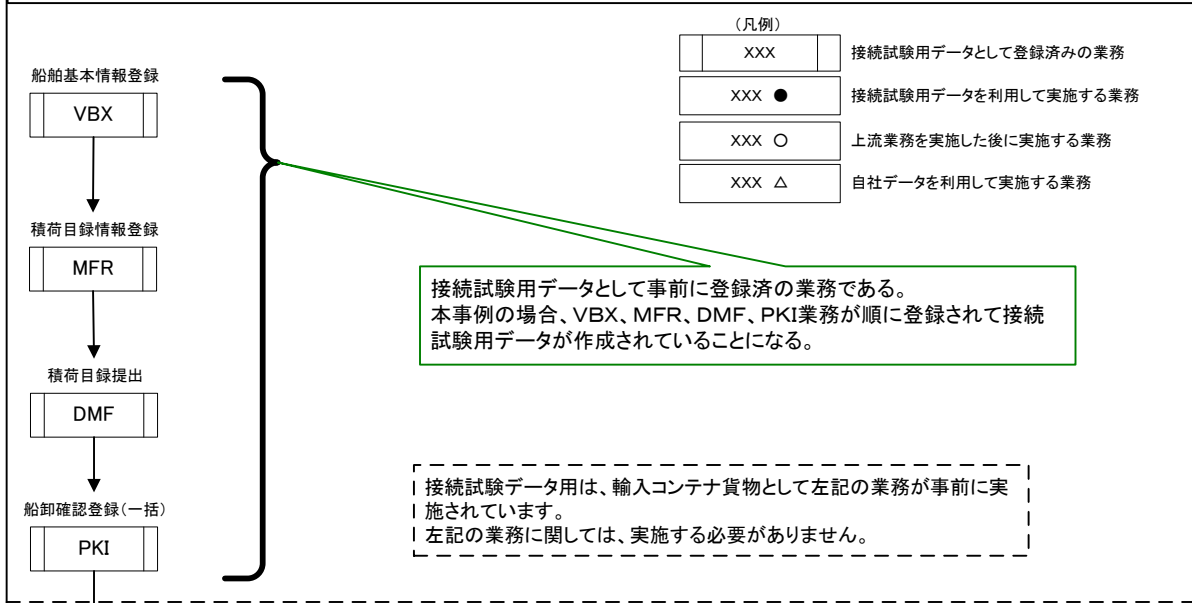 (凡例)
XXX
接続試験用データとして登録済みの業務
XXX ●
接続試験用データを利用して実施する業務
XXX ○
上流業務を実施した後に実施する業務
XXX △
自社データを利用して実施する業務
船舶基本情報登録
VBX
積荷目録情報登録
MFR
積荷目録提出
DMF
船卸確認登録(一括)
PKI
接続試験用データとして事前に登録済の業務である。
本事例の場合、VBX、MFR、DMF、PKI業務が順に登録されて接続
試験用データが作成されていることになる。
接続試験データ用は、輸入コンテナ貨物として左記の業務が事前に実
施されています。
左記の業務に関しては、実施する必要がありません。